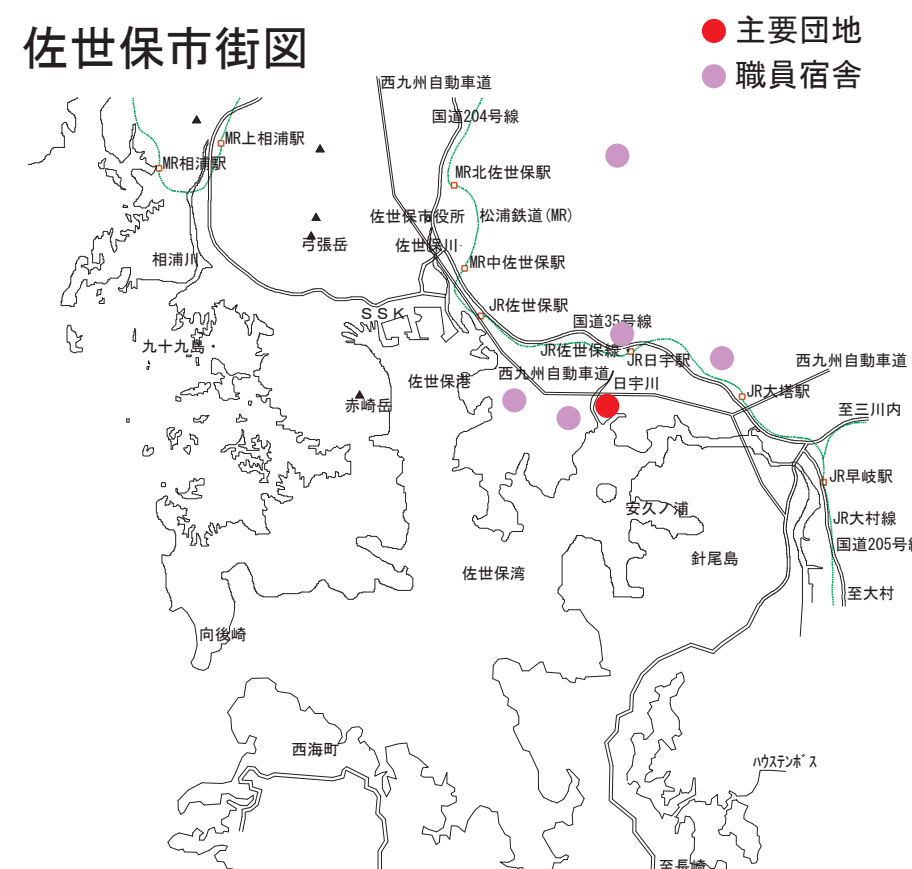 佐世保市街図
主要団地
職員宿舎
西九州自動車道
国道204号線
MR上相浦駅
MR相浦駅
MR北佐世保駅
佐世保市役所
松浦鉄道(MR)
弓張岳
佐世保川
相浦川
MR中佐世保駅
JR佐世保駅
SSK
国道35号線
九十九島・
JR佐世保線
JR日宇駅
西九州自動車道
佐世保港
西九州自動車道
日宇川
JR大塔駅
赤崎岳
至三川内
JR早岐駅
安久ノ浦
JR大村線
国道205号線
針尾島
佐世保湾
至大村
向後崎
西海町
ﾊｳｽﾃﾝﾎﾞｽ
至長崎